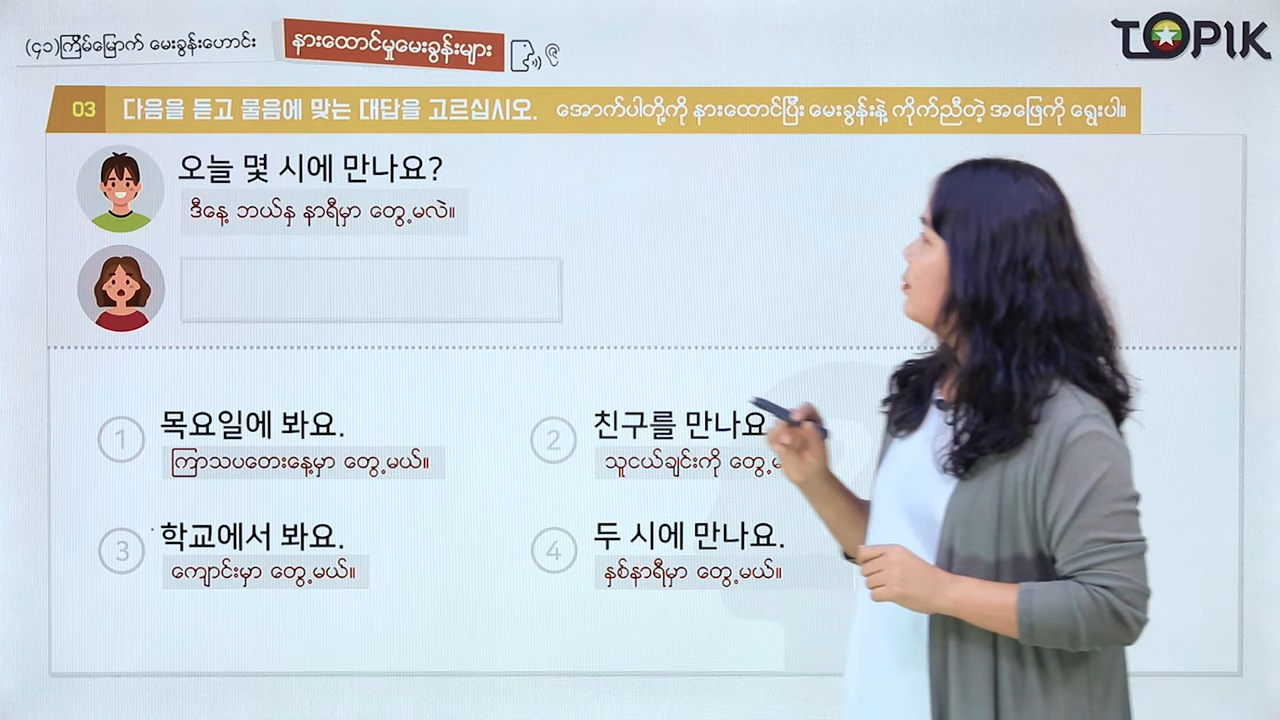 (၄၁)ကြိမ်မြောက် မေးခွန်းဟောင်း
နားထောင်မှုမေးခွန်းများ
TOPIK
03 다음을 듣고 물음에 맞는 대답을 고르십시오. အောက်ပါတို့ကို နားထောင်ပြီး မေးခွန်းနဲ့ ကိုက်ညီတဲ့ အဖြေကို ရွေးပါ။
오늘 몇 시에 만나요?
ဒီနေ့ ဘယ်နှ နာရီမှာ တွေ့မလဲ။
1 목요일에 봐요.
ကြာသပတေးနေ့မှာ တွေ့မယ်။
2 친구를 만나요
သူငယ်ချင်းကို
3 학교에서 봐요.
ကျောင်းမှာ တွေ့မယ်။
4 두 시에 만나요.
နှစ်နာရီမှာ တွေ့မယ်။